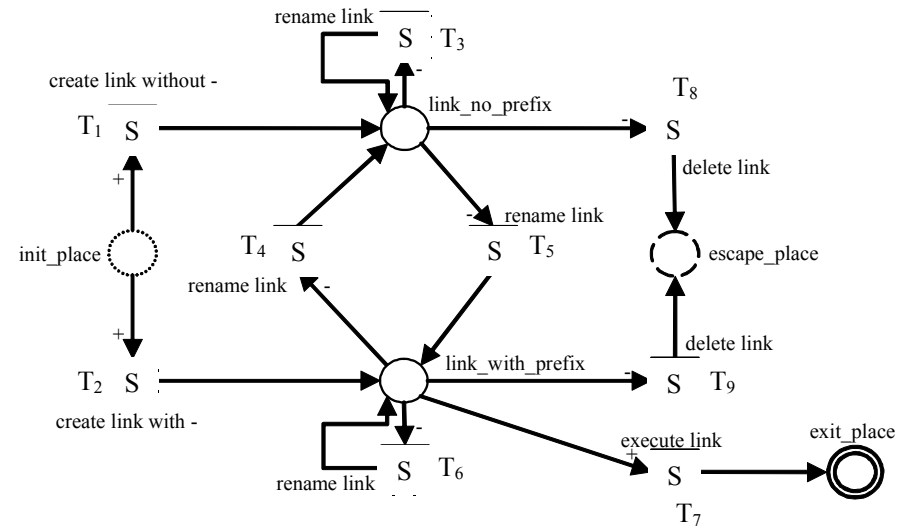 rename link
S T₃
-
create link without -
link_no_prefix
T₈
T₁ S
- S
delete link
+
- rename link
init_place
T₄ S
S T₅
escape_place
rename link -
+
link_with_prefix
delete link
T₂ S
- S T₉
create link with -
-
execute link
exit_place
+
S T₆
S
rename link
T₇